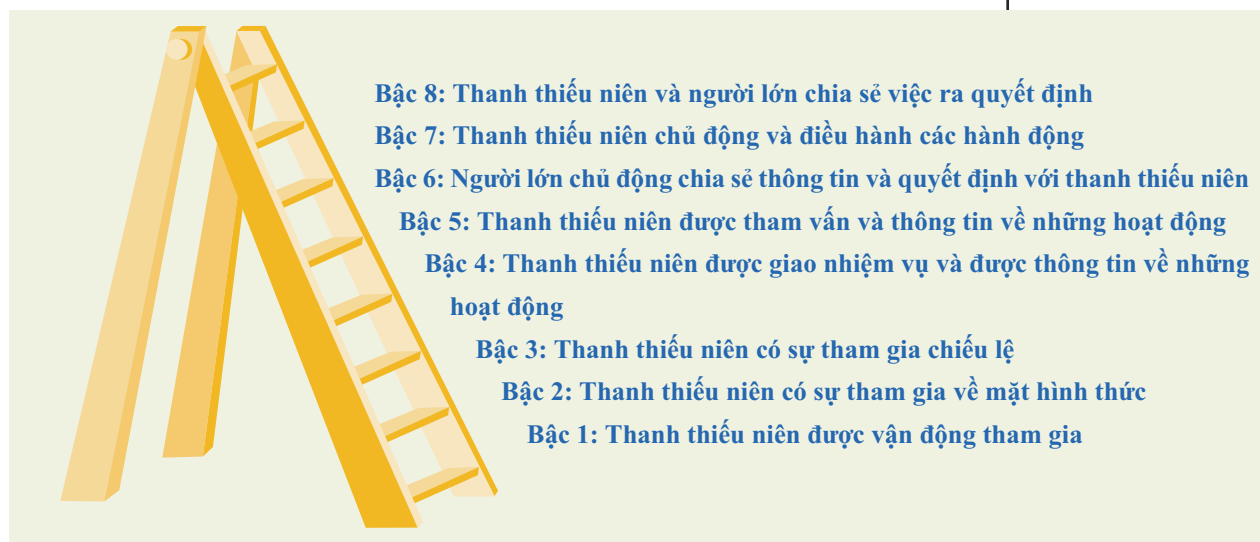 Bậc 8: Thanh thiếu niên và người lớn chia sẻ việc ra quyết định
Bậc 7: Thanh thiếu niên chủ động và điều hành các hành động
Bậc 6: Người lớn chủ động chia sẻ thông tin và quyết định với thanh thiếu niên
Bậc 5: Thanh thiếu niên được tham vấn và thông tin về những hoạt động
Bậc 4: Thanh thiếu niên được giao nhiệm vụ và được thông tin về những
hoạt động
Bậc 3: Thanh thiếu niên có sự tham gia chiếu lệ
Bậc 2: Thanh thiếu niên có sự tham gia về mặt hình thức
Bậc 1: Thanh thiếu niên được vận động tham gia